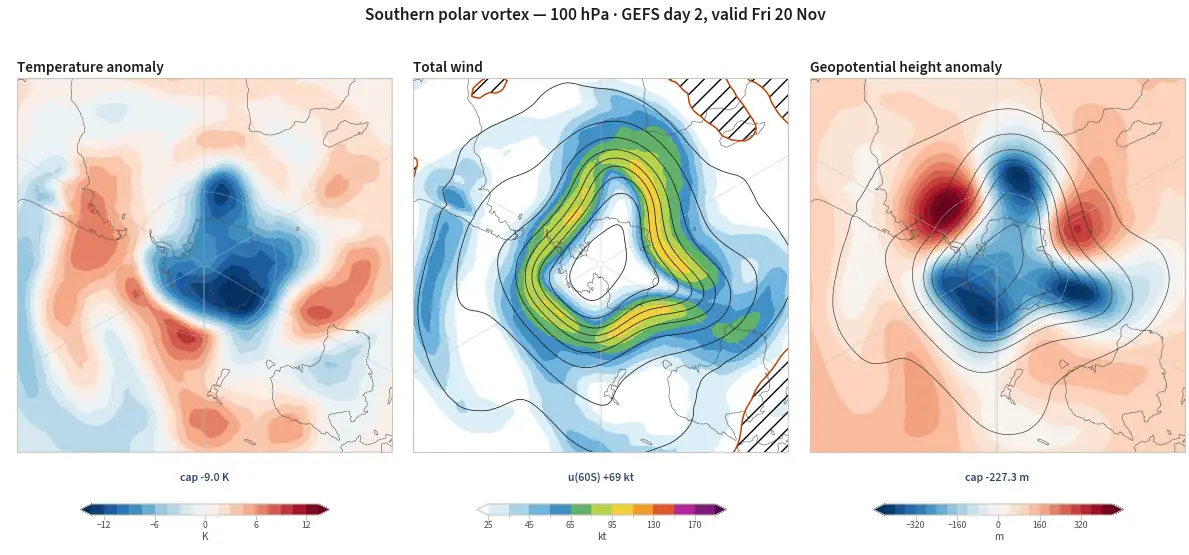 Southern polar vortex — 100 hPa · GEFS day 2, valid Fri 20 Nov
Temperature anomaly
Total wind
Geopotential height anomaly
cap -9.0 K
u(60S) +69 kt
cap -227.3 m
−12 −6 0 6 12
K
25 45 65 95 130 170
kt
−320 −160 0 160 320
m